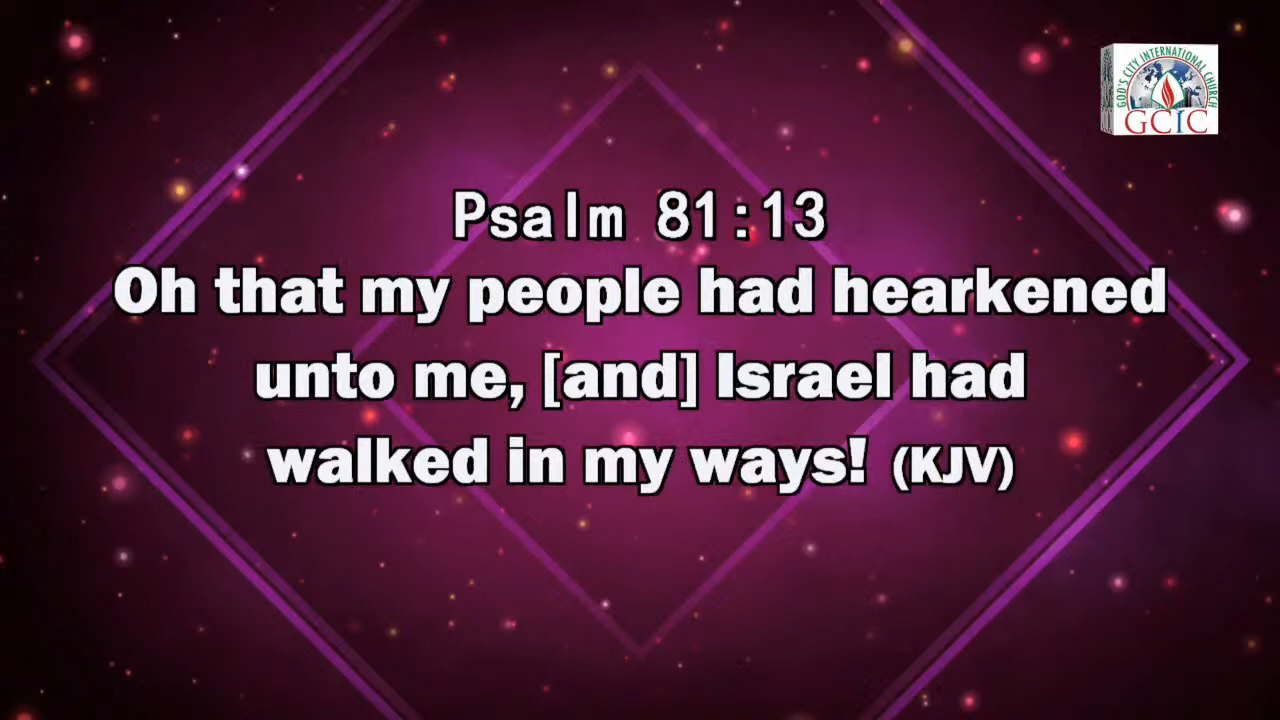 GOD'S CITY INTERNATIONAL CHURCH
GCIC
Psalm 81:13
Oh that my people had hearkened
unto me, [and] Israel had
walked in my ways! (KJV)